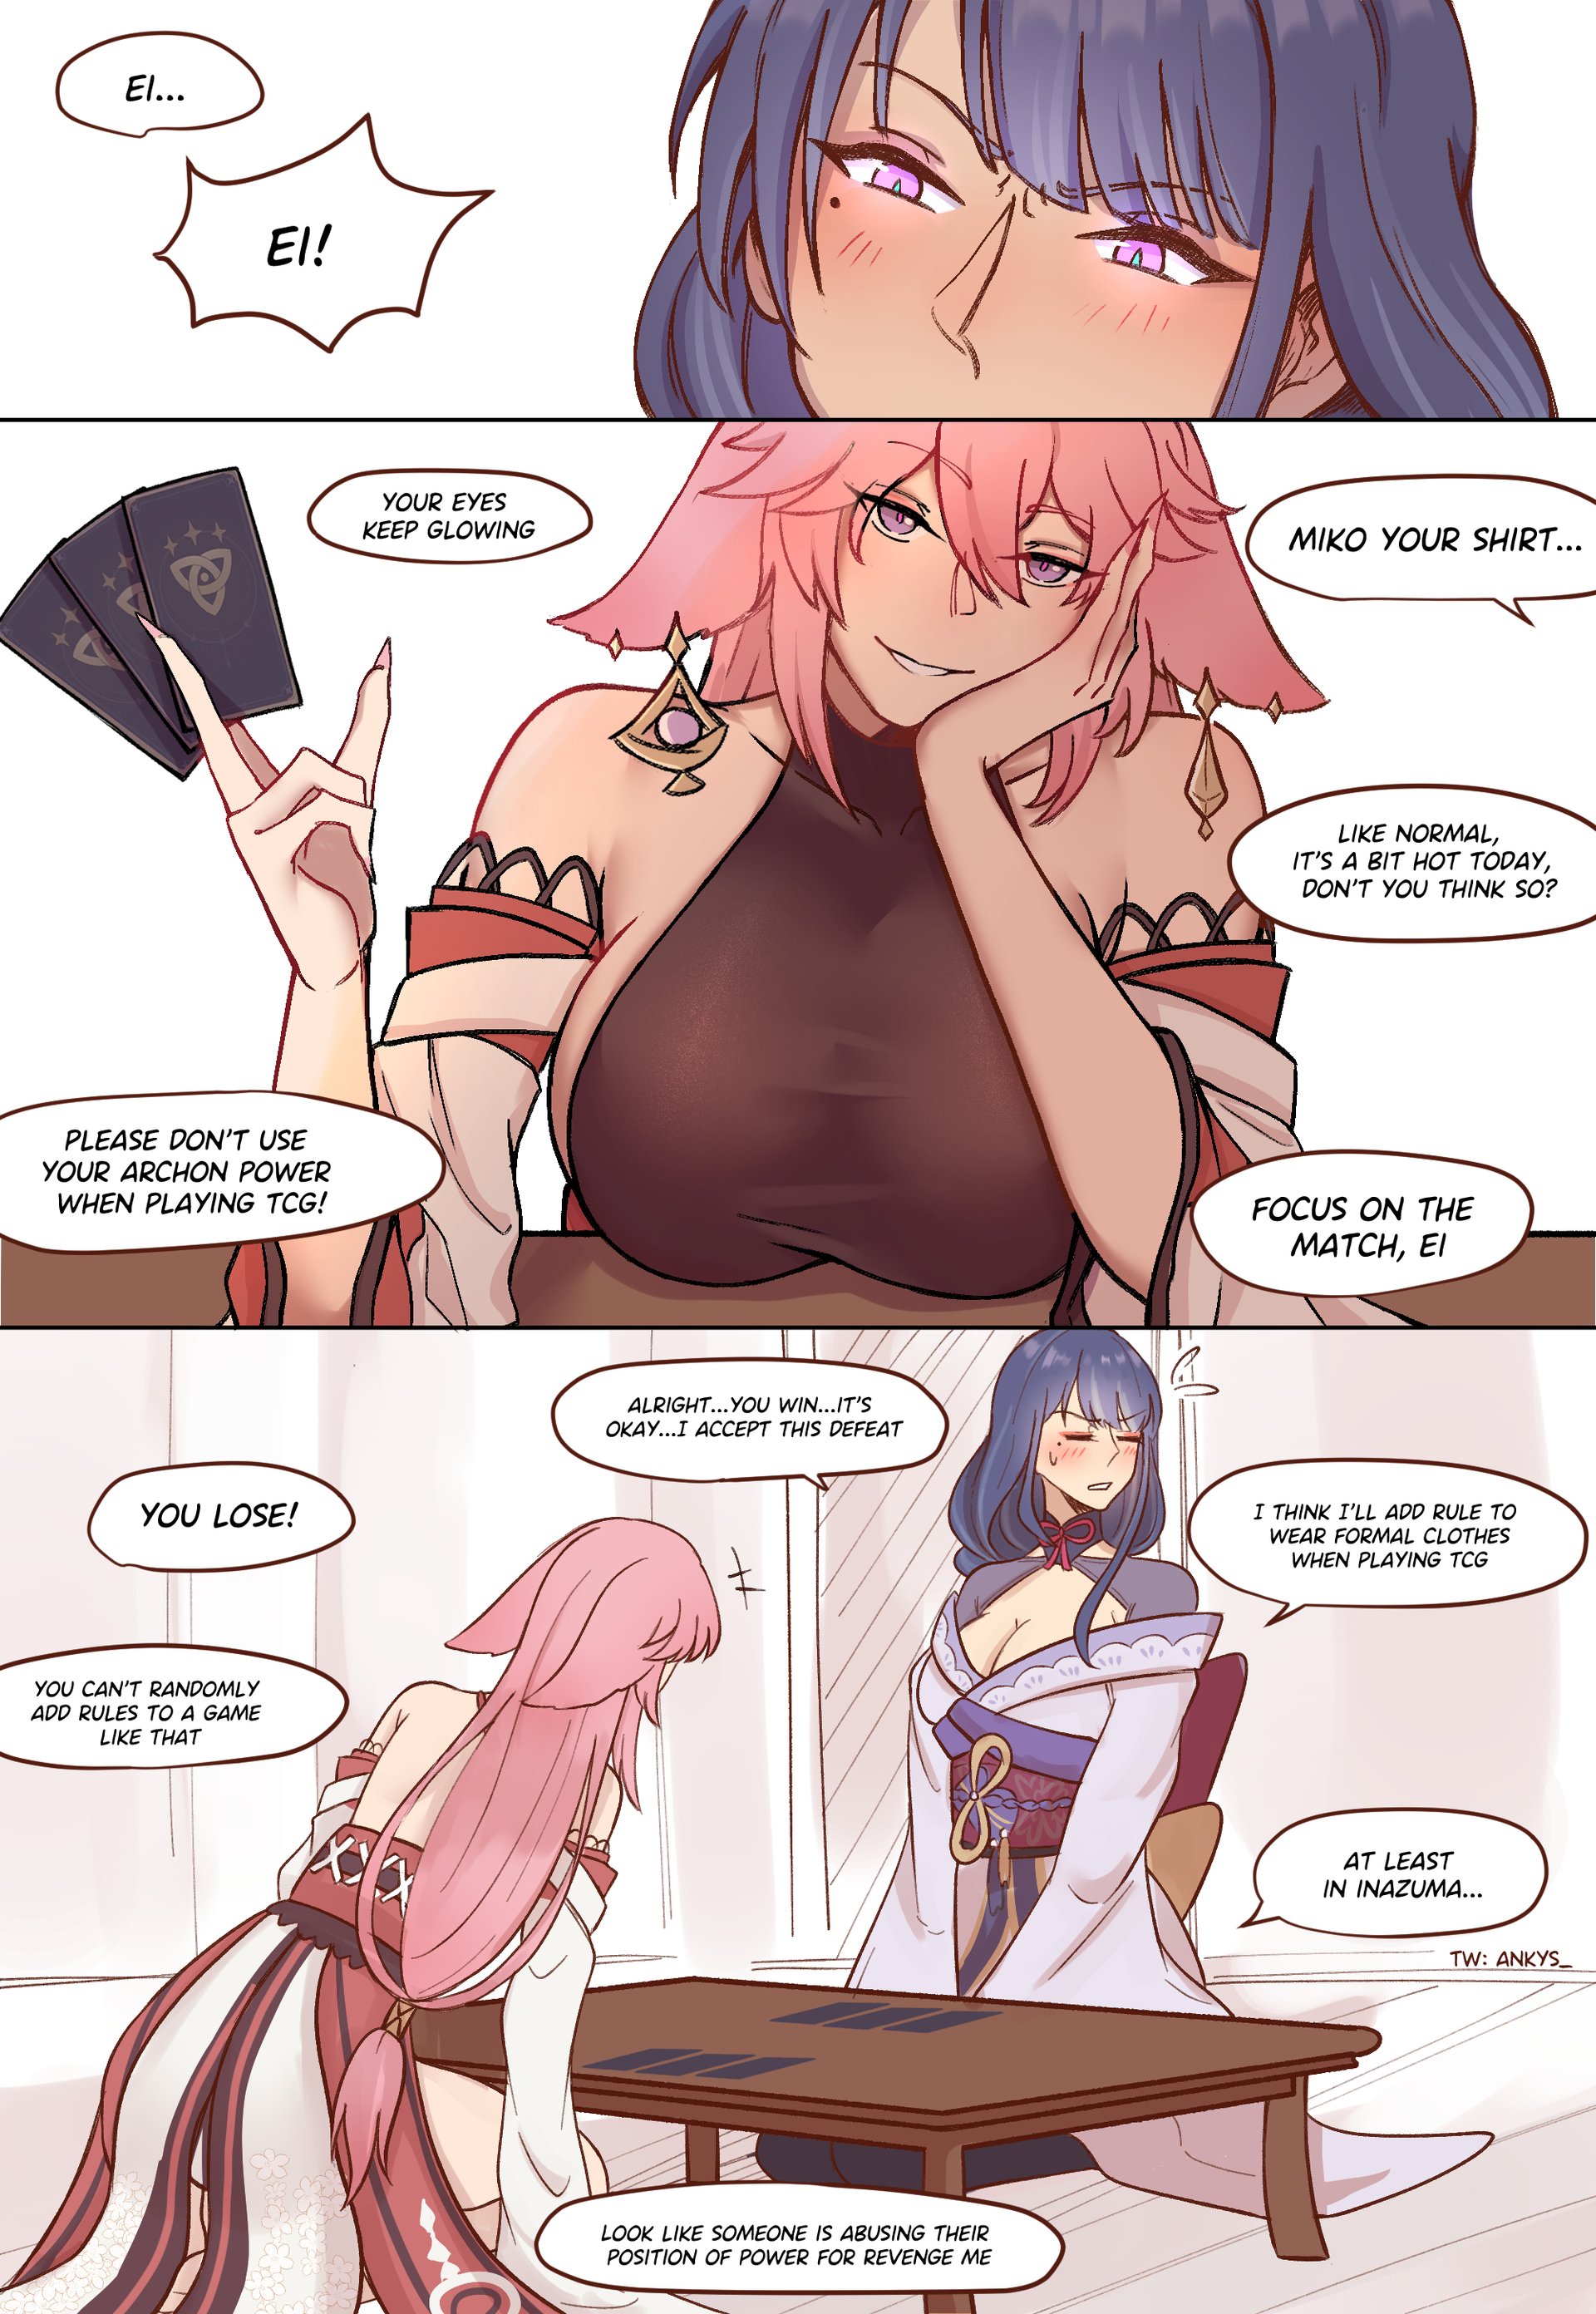 EI...
EI!
YOUR EYES
KEEP GLOWING
MIKO YOUR SHIRT...
LIKE NORMAL,
IT'S A BIT HOT TODAY,
DON'T YOU THINK SO?
PLEASE DON'T USE
YOUR ARCHON POWER
WHEN PLAYING TCG!
FOCUS ON THE
MATCH, EI
ALRIGHT...YOU WIN...IT'S
OKAY...I ACCEPT THIS DEFEAT
YOU LOSE!
I THINK I'LL ADD RULE TO
WEAR FORMAL CLOTHES
WHEN PLAYING TCG
YOU CAN'T RANDOMLY
ADD RULES TO A GAME
LIKE THAT
AT LEAST
IN INAZUMA...
TW: ANKYS_
LOOK LIKE SOMEONE IS ABUSING THEIR
POSITION OF POWER FOR REVENGE ME